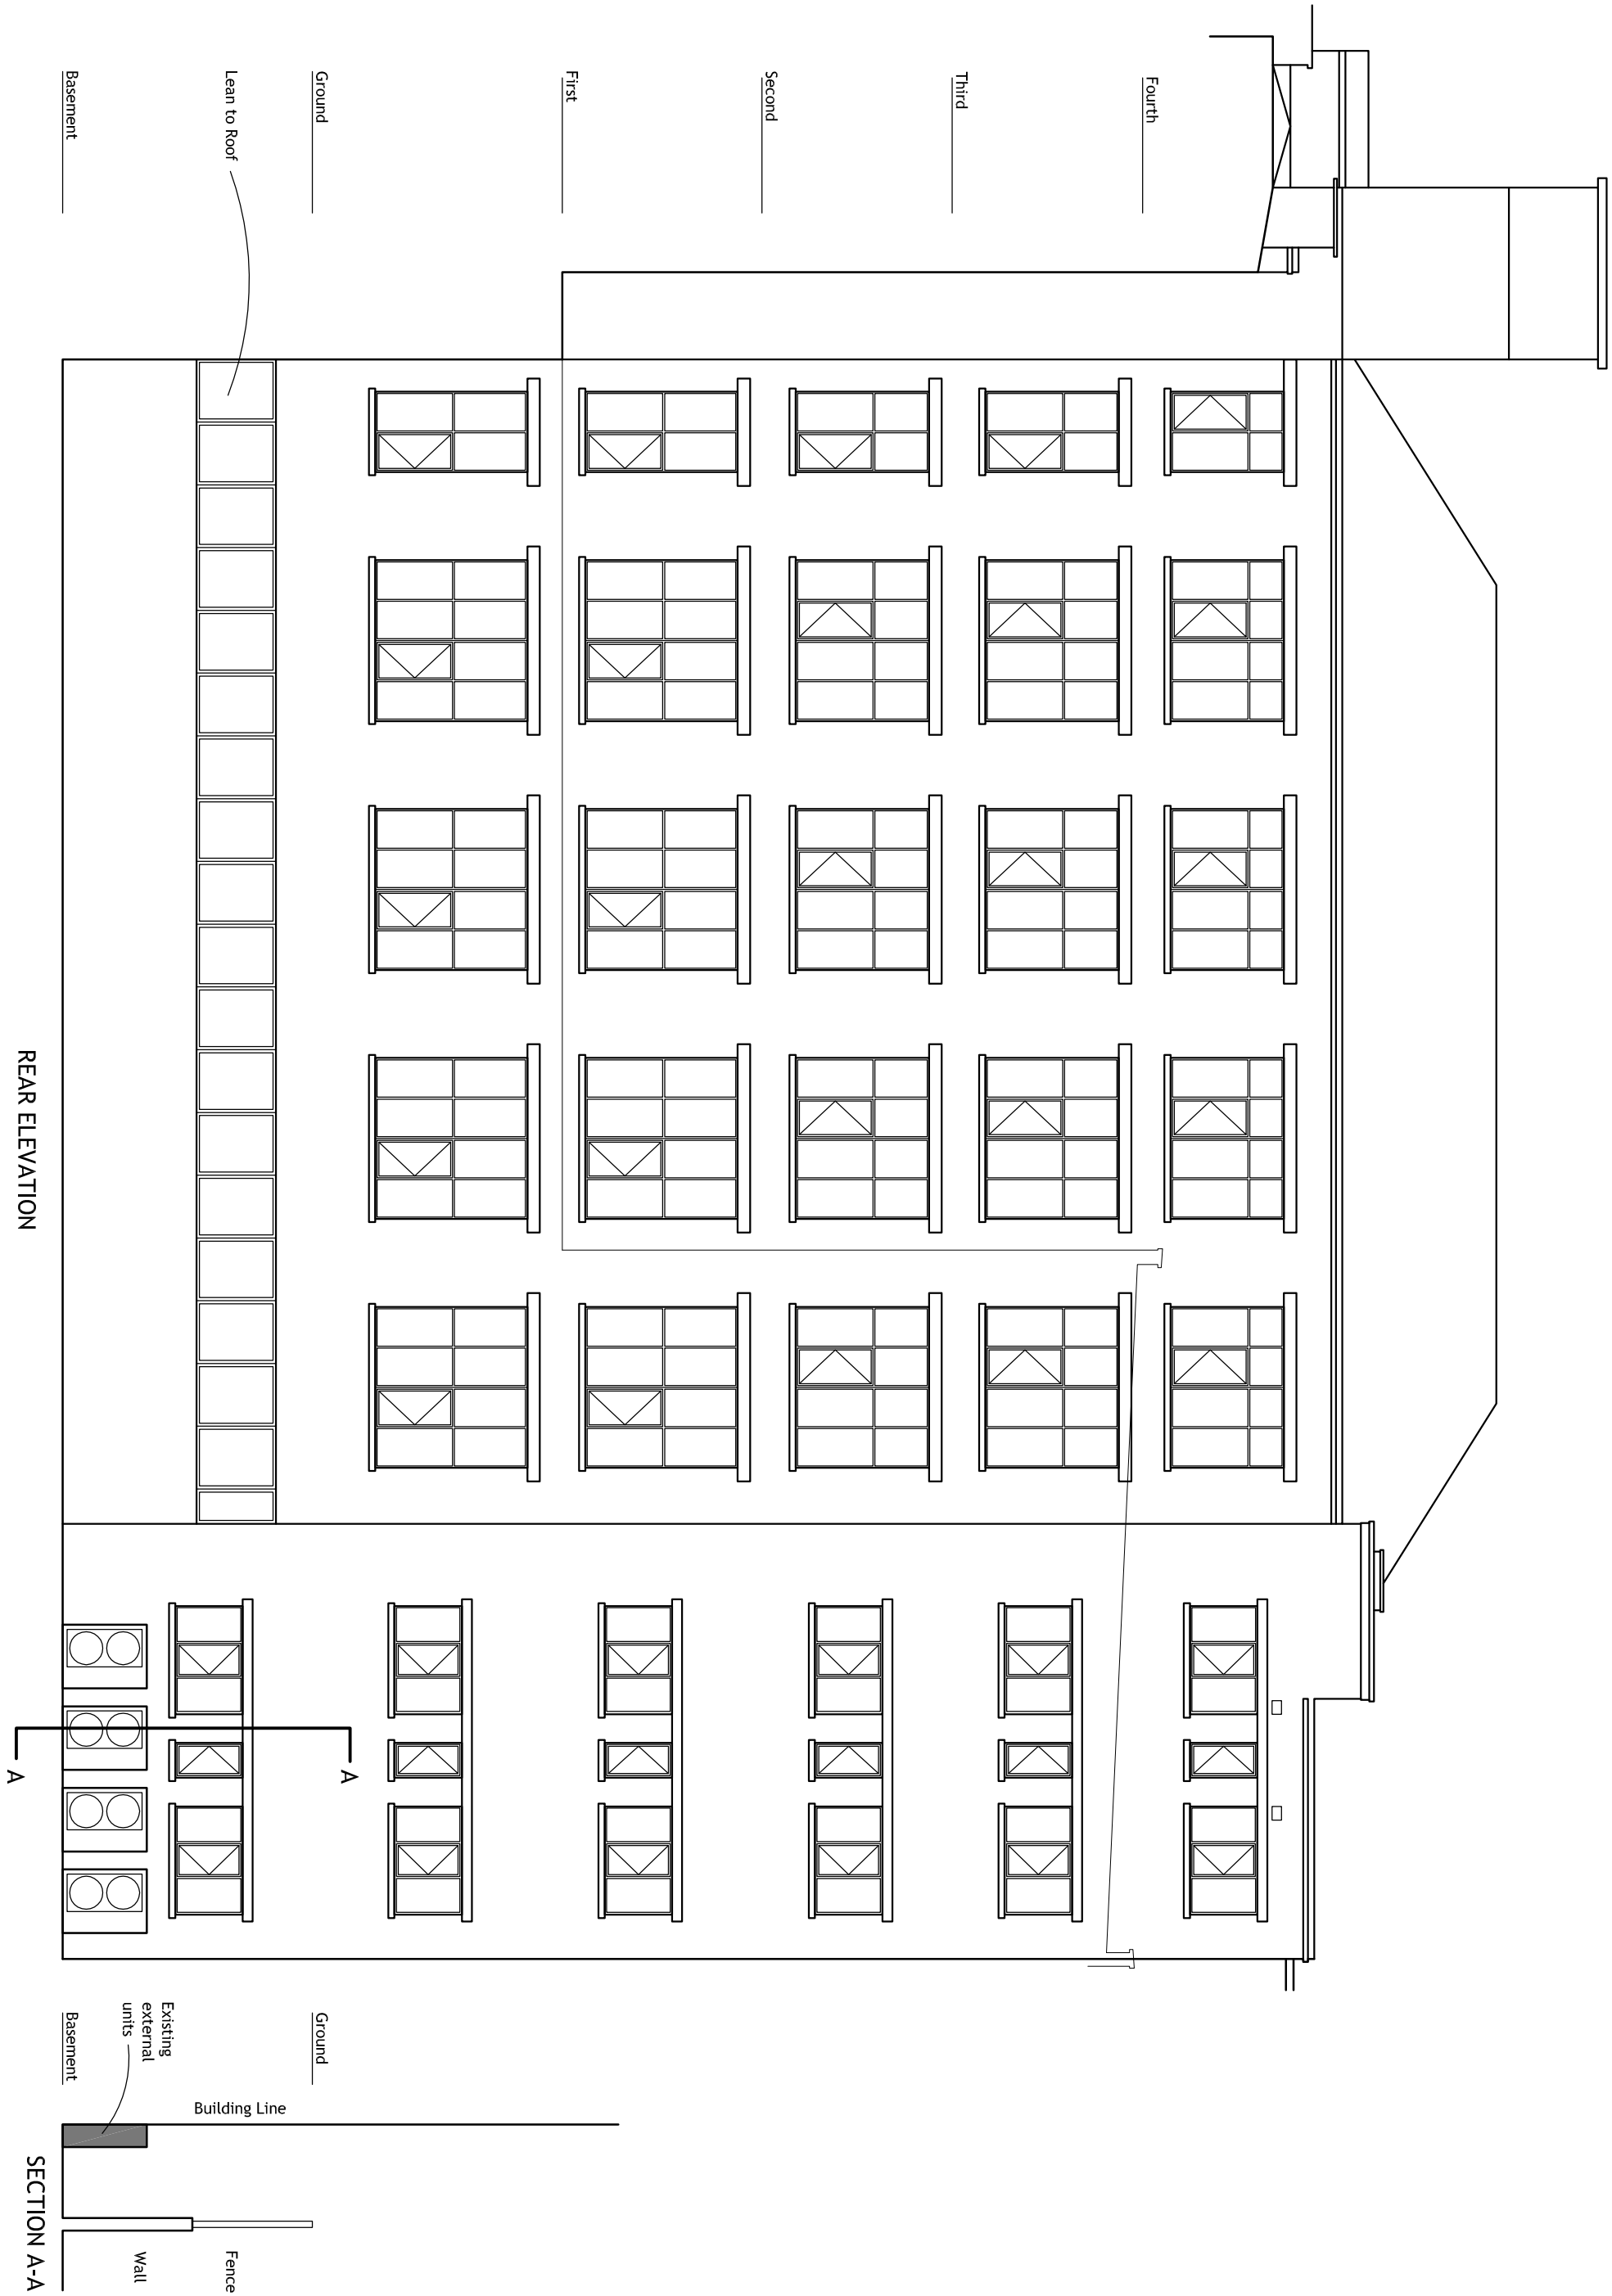 Fourth
Third
Second
First
Ground
Lean to Roof
Basement
REAR ELEVATION
A
A
Ground
Existing
external
units
Basement
Building Line
Fence
Wall
SECTION A-A